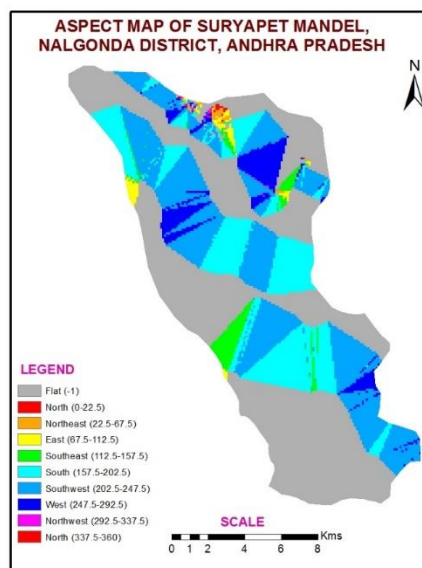 ASPECT MAP OF SURYAPET MANDEL,
NALGONDA DISTRICT, ANDHRA PRADESH
N
LEGEND
Flat (-1)
North (0-22.5)
Northeast (22.5-67.5)
East (67.5-112.5)
Southeast (112.5-157.5)
South (157.5-202.5)
Southwest (202.5-247.5)
West (247.5-292.5)
Northwest (292.5-337.5)
North (337.5-360)
SCALE
Kms
0 1 2 4 6 8